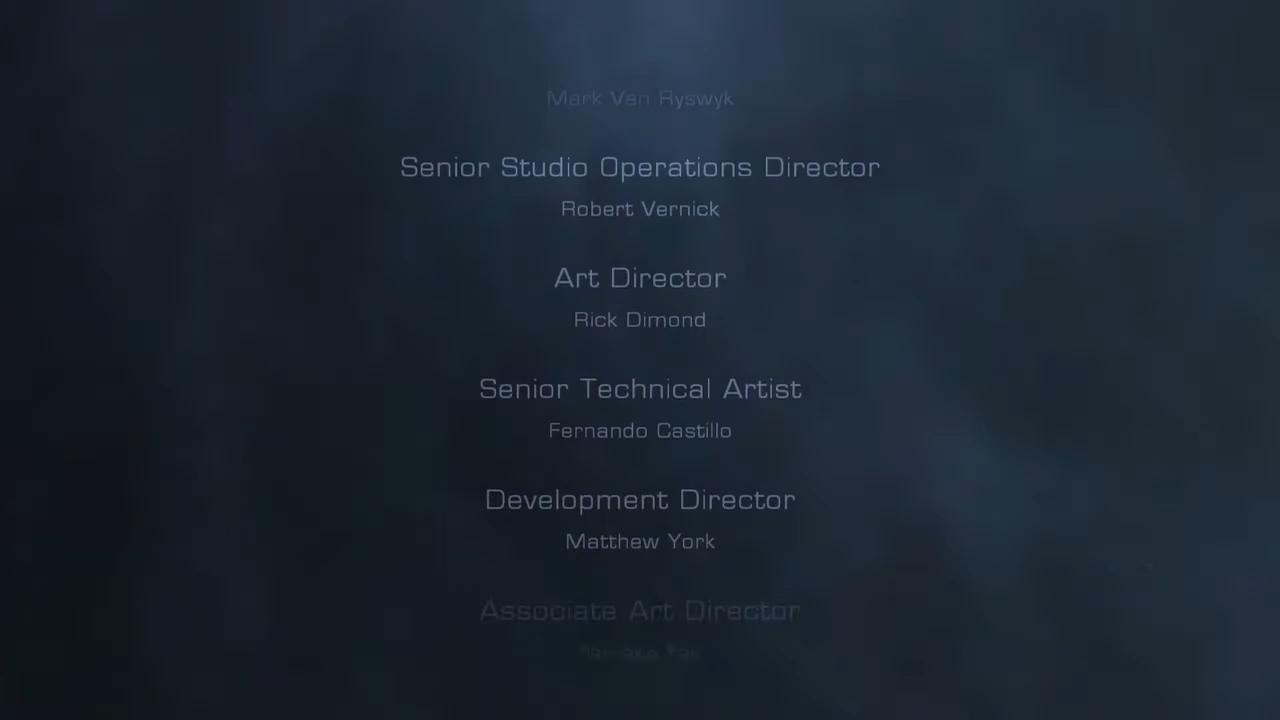 Mark Van Ryswyk
Senior Studio Operations Director
Robert Vernick
Art Director
Rick Dimond
Senior Technical Artist
Fernando Castillo
Development Director
Matthew York
Associate Art Director